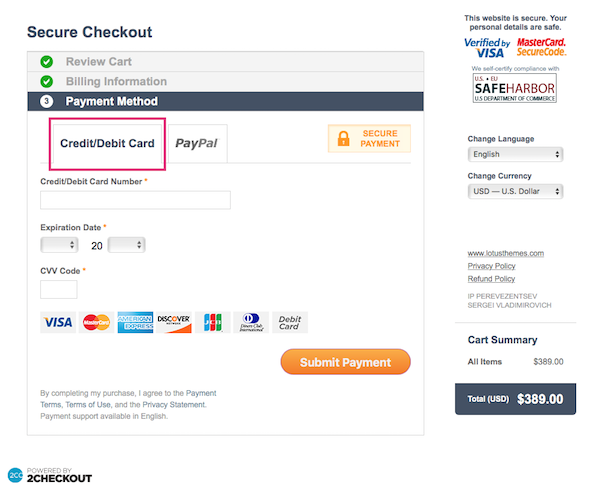 Secure Checkout
Review Cart
Billing Information
3 Payment Method
Credit/Debit Card
PayPal
SECURE
PAYMENT
Credit/Debit Card Number *
Expiration Date *
20
CVV Code *
VISA MasterCard AMERICAN EXPRESS DISCOVER NETWORK JCB Diners Club International Debit Card
Submit Payment
By completing my purchase, I agree to the Payment
Terms, Terms of Use, and the Privacy Statement.
Payment support available in English.
2CO POWERED BY
2CHECKOUT
This website is secure. Your
personal details are safe.
Verified by VISA MasterCard. SecureCode.
We self-certify compliance with
U.S. EU
SAFEHARBOR
U.S. DEPARTMENT OF COMMERCE
Change Language
English
Change Currency
USD — U.S. Dollar
www.lotusthemes.com
Privacy Policy
Refund Policy
IP PEREVEZENTSEV
SERGEI VLADIMIROVICH
Cart Summary
All Items $389.00
Total (USD) $389.00